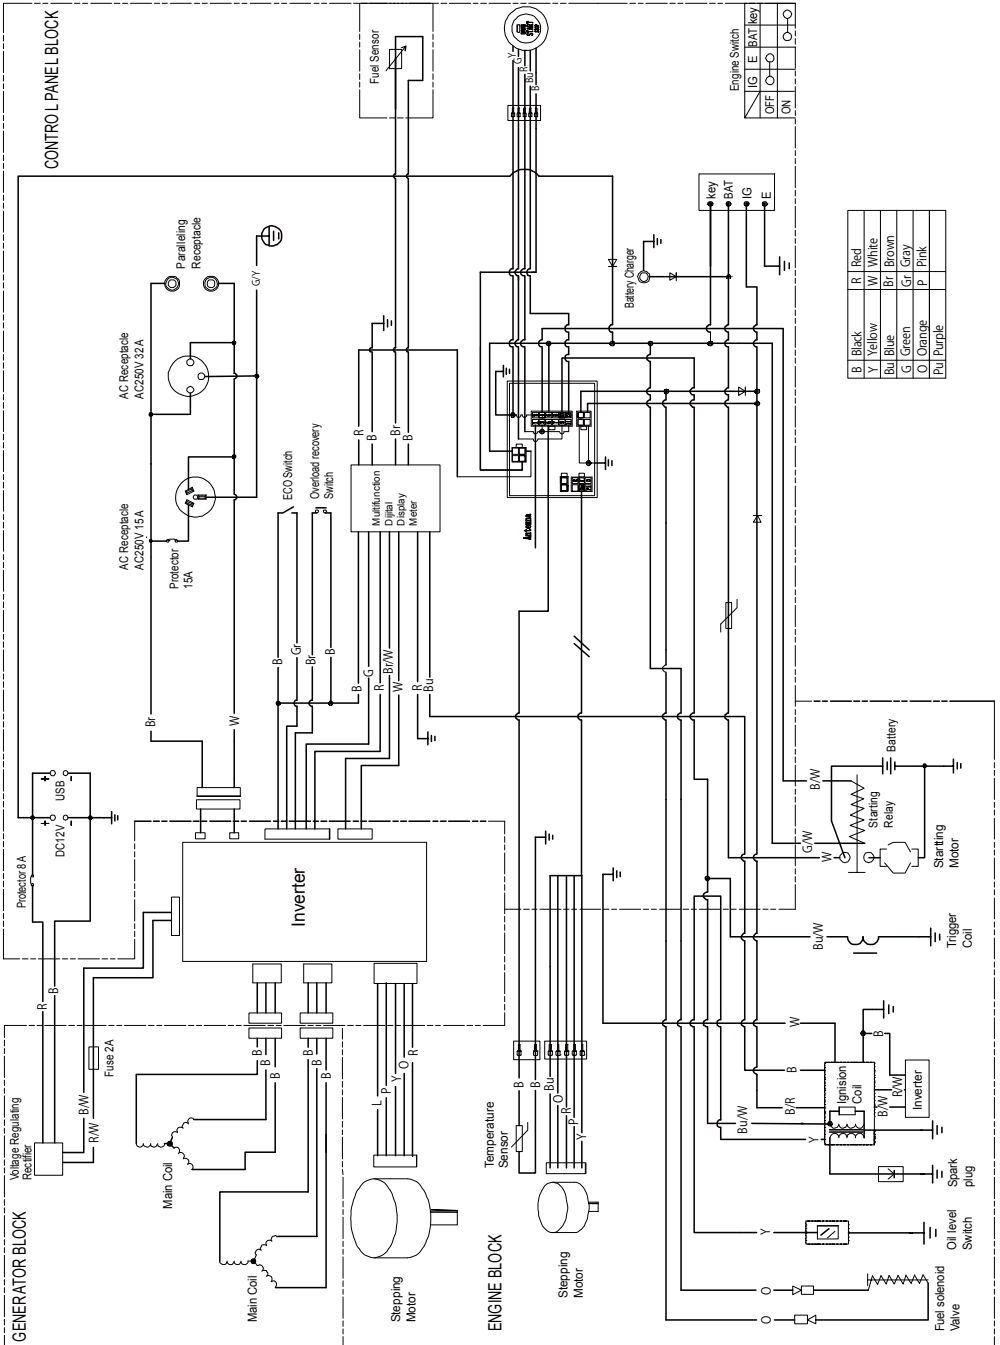 CONTROL PANEL BLOCK
Fuel Sensor
Y
G
R
Bu
B
Engine Switch
IG E BAT key
OFF
ON
Paralleling
Receptacle
G/Y
AC Receptacle
AC250V 32A
AC Receptacle
AC250V 15A
Protector
15A
ECO Switch
Overload recovery
Switch
R
B
Br
B
Multifunction
Dijital
Display
Meter
Battery Charger
key
BAT
IG
E
B Black R Red
Y Yellow W White
Bu Blue Br Brown
G Green Gr Gray
O Orange P Pink
Pu Purple
Antenna
Br
W
B
Gr
Br
B
B
G
R
Br/W
W
R
Bu
USB
DC12V
+
-
+
-
Protector 8A
Inverter
B/W
G/W
W
Battery
Starting
Relay
Startting
Motor
Bu/W
Trigger
Coil
R
B
Fuse 2A
B/W
R/W
Voltage Regulating
Rectifier
GENERATOR BLOCK
Main Coil
B
B
B
Main Coil
B
B
B
L
P
Y
O
R
Stepping
Motor
ENGINE BLOCK
Temperature
Sensor
B
B
Bu
O
R
P
Y
Stepping
Motor
W
B
B/R
Bu/W
Y
Ignision
Coil
B
R/W
B/W
Inverter
Spark
plug
Y
Oil level
Switch
O
O
Fuel solenoid
Valve